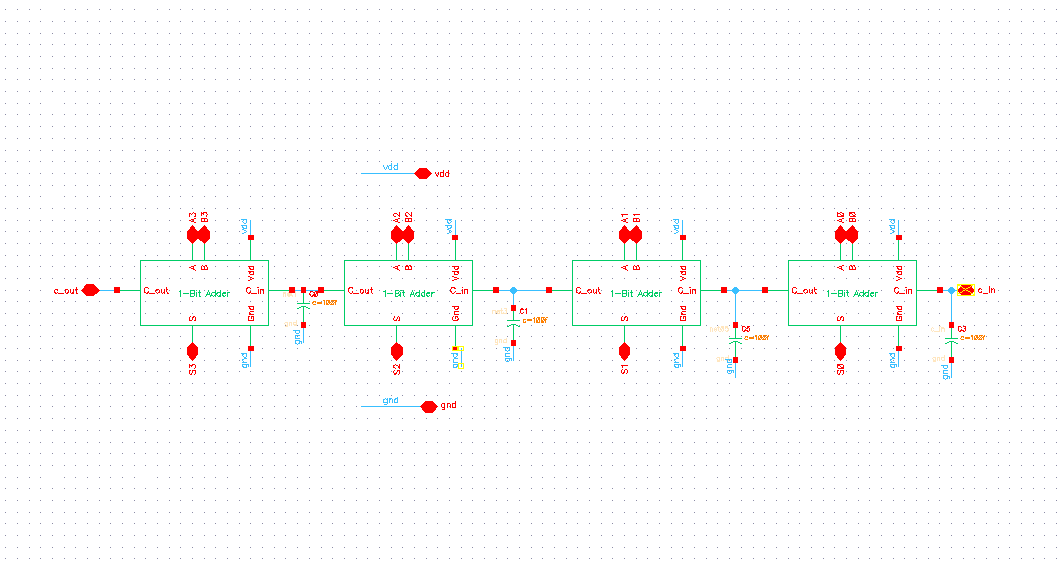 vdd vdd
A3 B3 vdd A2 B2 vdd A1 B1 vdd A0 B0 vdd
A B Vdd A B Vdd A B Vdd A B Vdd
c_out C_out 1-Bit Adder C_in C_out 1-Bit Adder C_in C_out 1-Bit Adder C_in C_out 1-Bit Adder C_in c_in
c=100f
C1
c=100f
S Gnd S Gnd S Gnd S Gnd
C5 C3
c=100f c=100f
gnd gnd
S3 gnd S2 gnd S1 gnd gnd S0 gnd gnd
gnd gnd